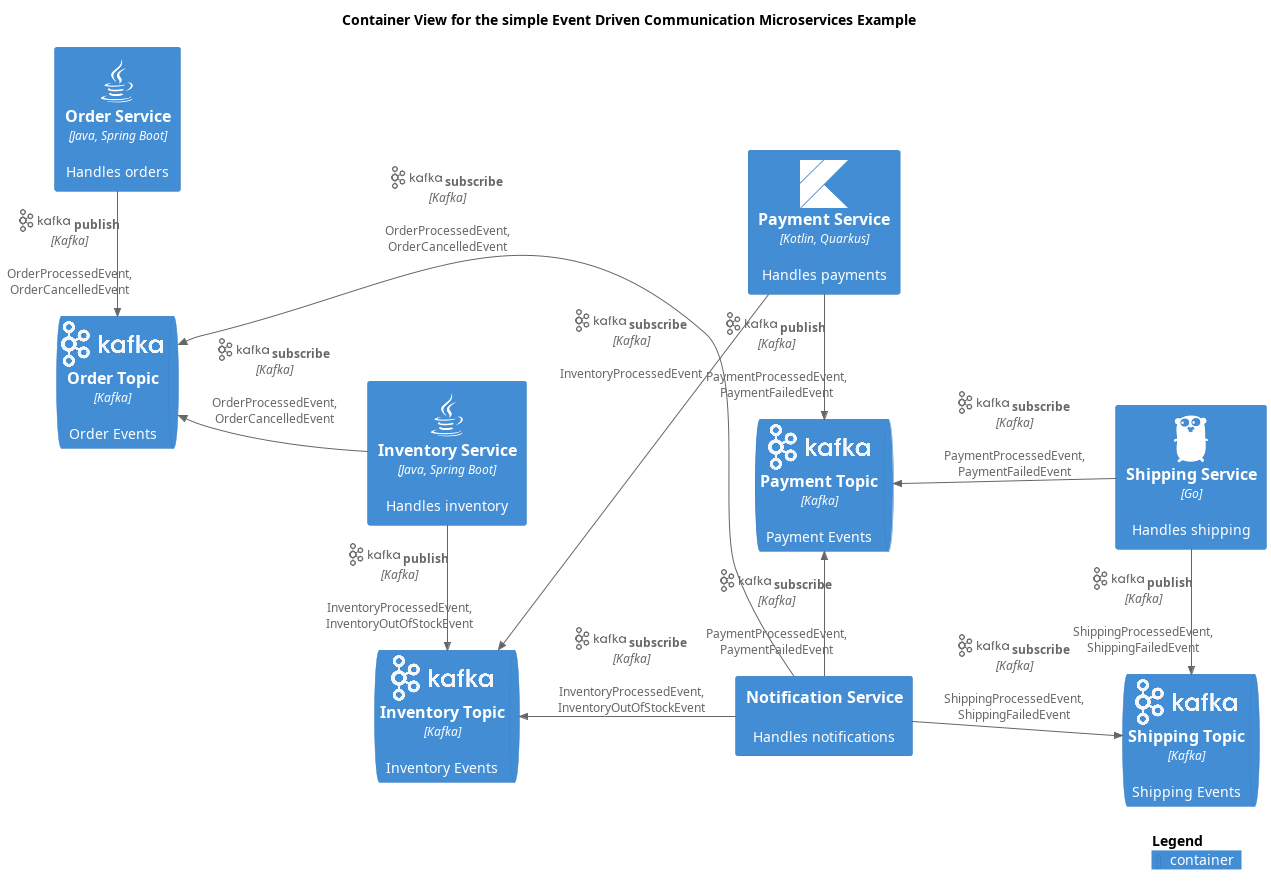 Container View for the simple Event Driven Communication Microservices Example
Order Service
[Java, Spring Boot]
Handles orders
kafka publish
[Kafka]
OrderProcessedEvent,
OrderCancelledEvent
kafka
Order Topic
[Kafka]
Order Events
kafka subscribe
[Kafka]
OrderProcessedEvent,
OrderCancelledEvent
kafka subscribe
[Kafka]
OrderProcessedEvent,
OrderCancelledEvent
Inventory Service
[Java, Spring Boot]
Handles inventory
kafka publish
[Kafka]
InventoryProcessedEvent,
InventoryOutOfStockEvent
kafka
Inventory Topic
[Kafka]
Inventory Events
kafka subscribe
[Kafka]
InventoryProcessedEvent
Payment Service
[Kotlin, Quarkus]
Handles payments
kafka publish
[Kafka]
PaymentProcessedEvent,
PaymentFailedEvent
kafka
Payment Topic
[Kafka]
Payment Events
kafka subscribe
[Kafka]
PaymentProcessedEvent,
PaymentFailedEvent
kafka subscribe
[Kafka]
InventoryProcessedEvent,
InventoryOutOfStockEvent
Notification Service
Handles notifications
kafka subscribe
[Kafka]
PaymentProcessedEvent,
PaymentFailedEvent
Shipping Service
[Go]
Handles shipping
kafka publish
[Kafka]
ShippingProcessedEvent,
ShippingFailedEvent
kafka subscribe
[Kafka]
ShippingProcessedEvent,
ShippingFailedEvent
kafka
Shipping Topic
[Kafka]
Shipping Events
Legend
container